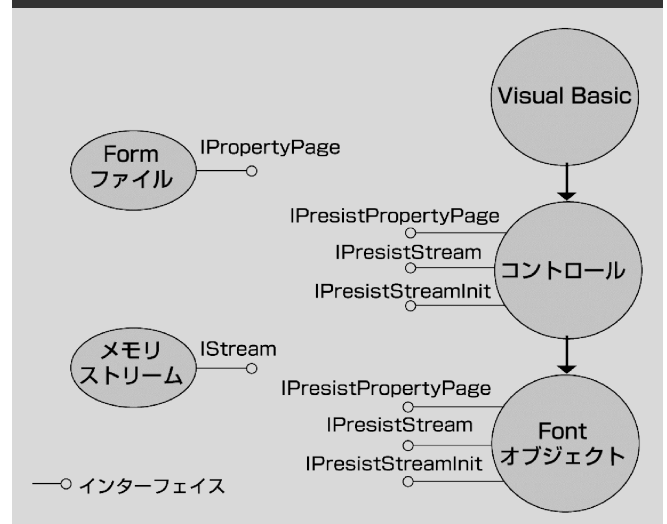 Visual Basic
Form
ファイル
IPropertyPage
IPresistPropertyPage
IPresistStream
IPresistStreamInit
コントロール
メモリ
ストリーム
IStream
IPresistPropertyPage
IPresistStream
IPresistStreamInit
Font
オブジェクト
インターフェイス